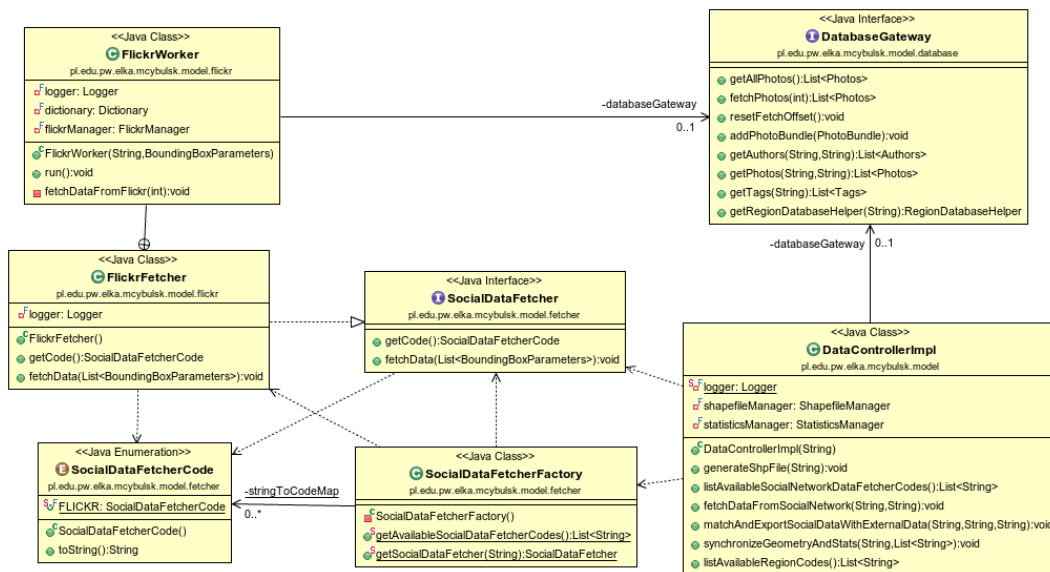 <<Java Class>>
FlickrWorker
pl.edu.pw.elka.mcybulsk.model.flickr
logger: Logger
dictionary: Dictionary
flickrManager: FlickrManager
FlickrWorker(String,BoundingBoxParameters)
run():void
fetchDataFromFlickr(int):void
-databaseGateway
0..1
<<Java Interface>>
DatabaseGateway
pl.edu.pw.elka.mcybulsk.model.database
getAllPhotos():List<Photos>
fetchPhotos(int):List<Photos>
resetFetchOffset():void
addPhotoBundle(PhotoBundle):void
getAuthors(String,String):List<Authors>
getPhotos(String,String):List<Photos>
getTags(String):List<Tags>
getRegionDatabaseHelper(String):RegionDatabaseHelper
-databaseGateway
0..1
<<Java Class>>
FlickrFetcher
pl.edu.pw.elka.mcybulsk.model.flickr
logger: Logger
FlickrFetcher()
getCode():SocialDataFetcherCode
fetchData(List<BoundingBoxParameters>):void
<<Java Interface>>
SocialDataFetcher
pl.edu.pw.elka.mcybulsk.model.fetcher
getCode():SocialDataFetcherCode
fetchData(List<BoundingBoxParameters>):void
<<Java Class>>
DataControllerImpl
pl.edu.pw.elka.mcybulsk.model
logger: Logger
shapefileManager: ShapefileManager
statisticsManager: StatisticsManager
DataControllerImpl(String)
generateShpFile(String):void
listAvailableSocialNetworkDataFetcherCodes():List<String>
fetchDataFromSocialNetwork(String,String):void
matchAndExportSocialDataWithExternalData(String,String,String):void
synchronizeGeometryAndStats(String,List<String>):void
listAvailableRegionCodes():List<String>
<<Java Enumeration>>
SocialDataFetcherCode
pl.edu.pw.elka.mcybulsk.model.fetcher
FLICKR: SocialDataFetcherCode
SocialDataFetcherCode()
toString():String
-stringToCodeMap
0..*
<<Java Class>>
SocialDataFetcherFactory
pl.edu.pw.elka.mcybulsk.model.fetcher
SocialDataFetcherFactory()
getAvailableSocialDataFetcherCodes():List<String>
getSocialDataFetcher(String):SocialDataFetcher